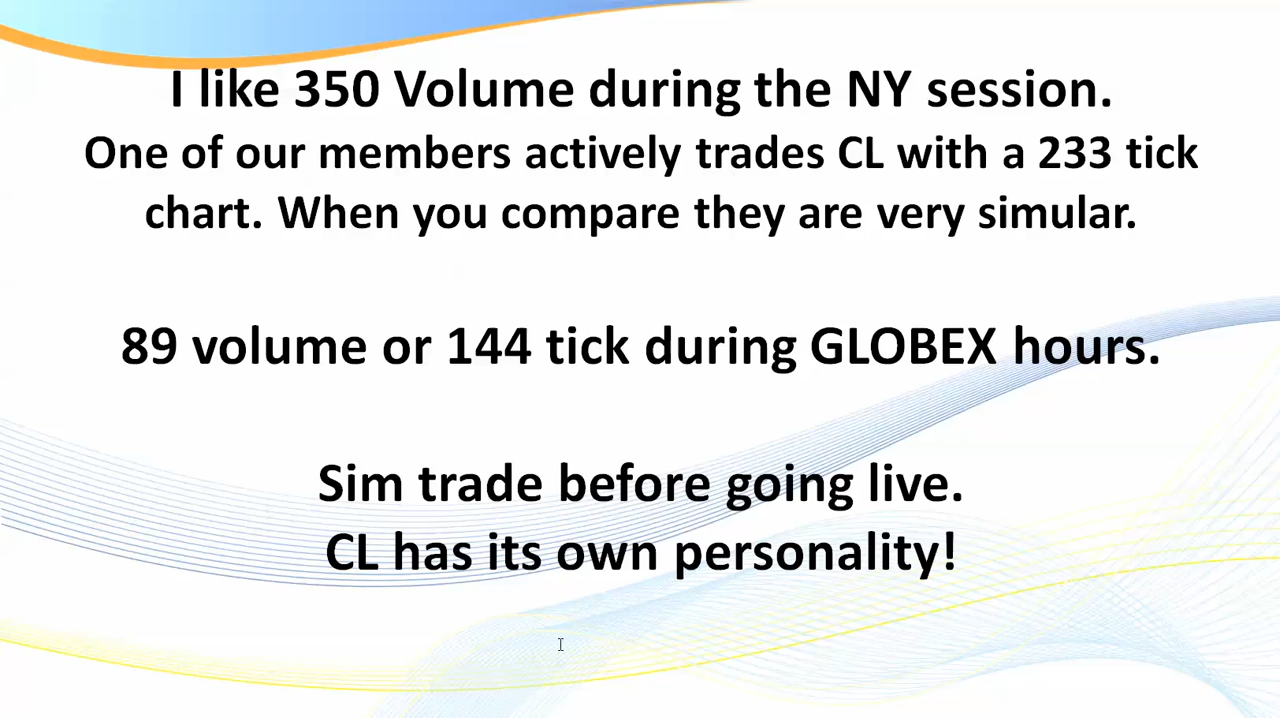 I like 350 Volume during the NY session.
One of our members actively trades CL with a 233 tick
chart. When you compare they are very simular.
89 volume or 144 tick during GLOBEX hours.
Sim trade before going live.
CL has its own personality!